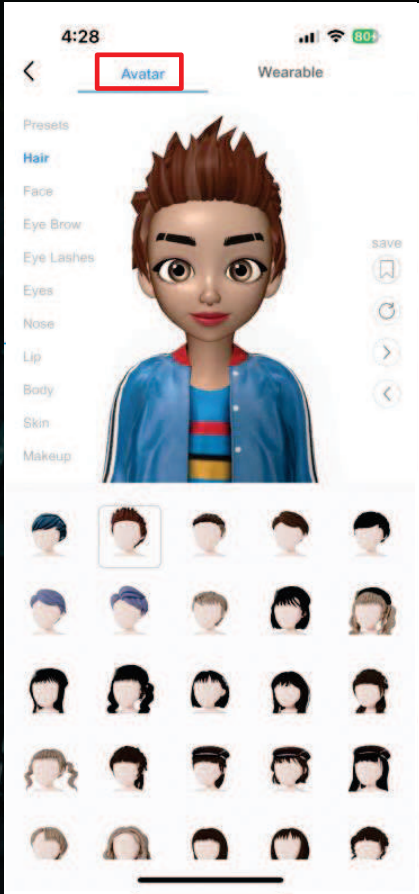 4:28
80
Avatar
Wearable
Presets
Hair
Face
Eye Brow
Eye Lashes
Eyes
Nose
Lip
Body
Skin
Makeup
save